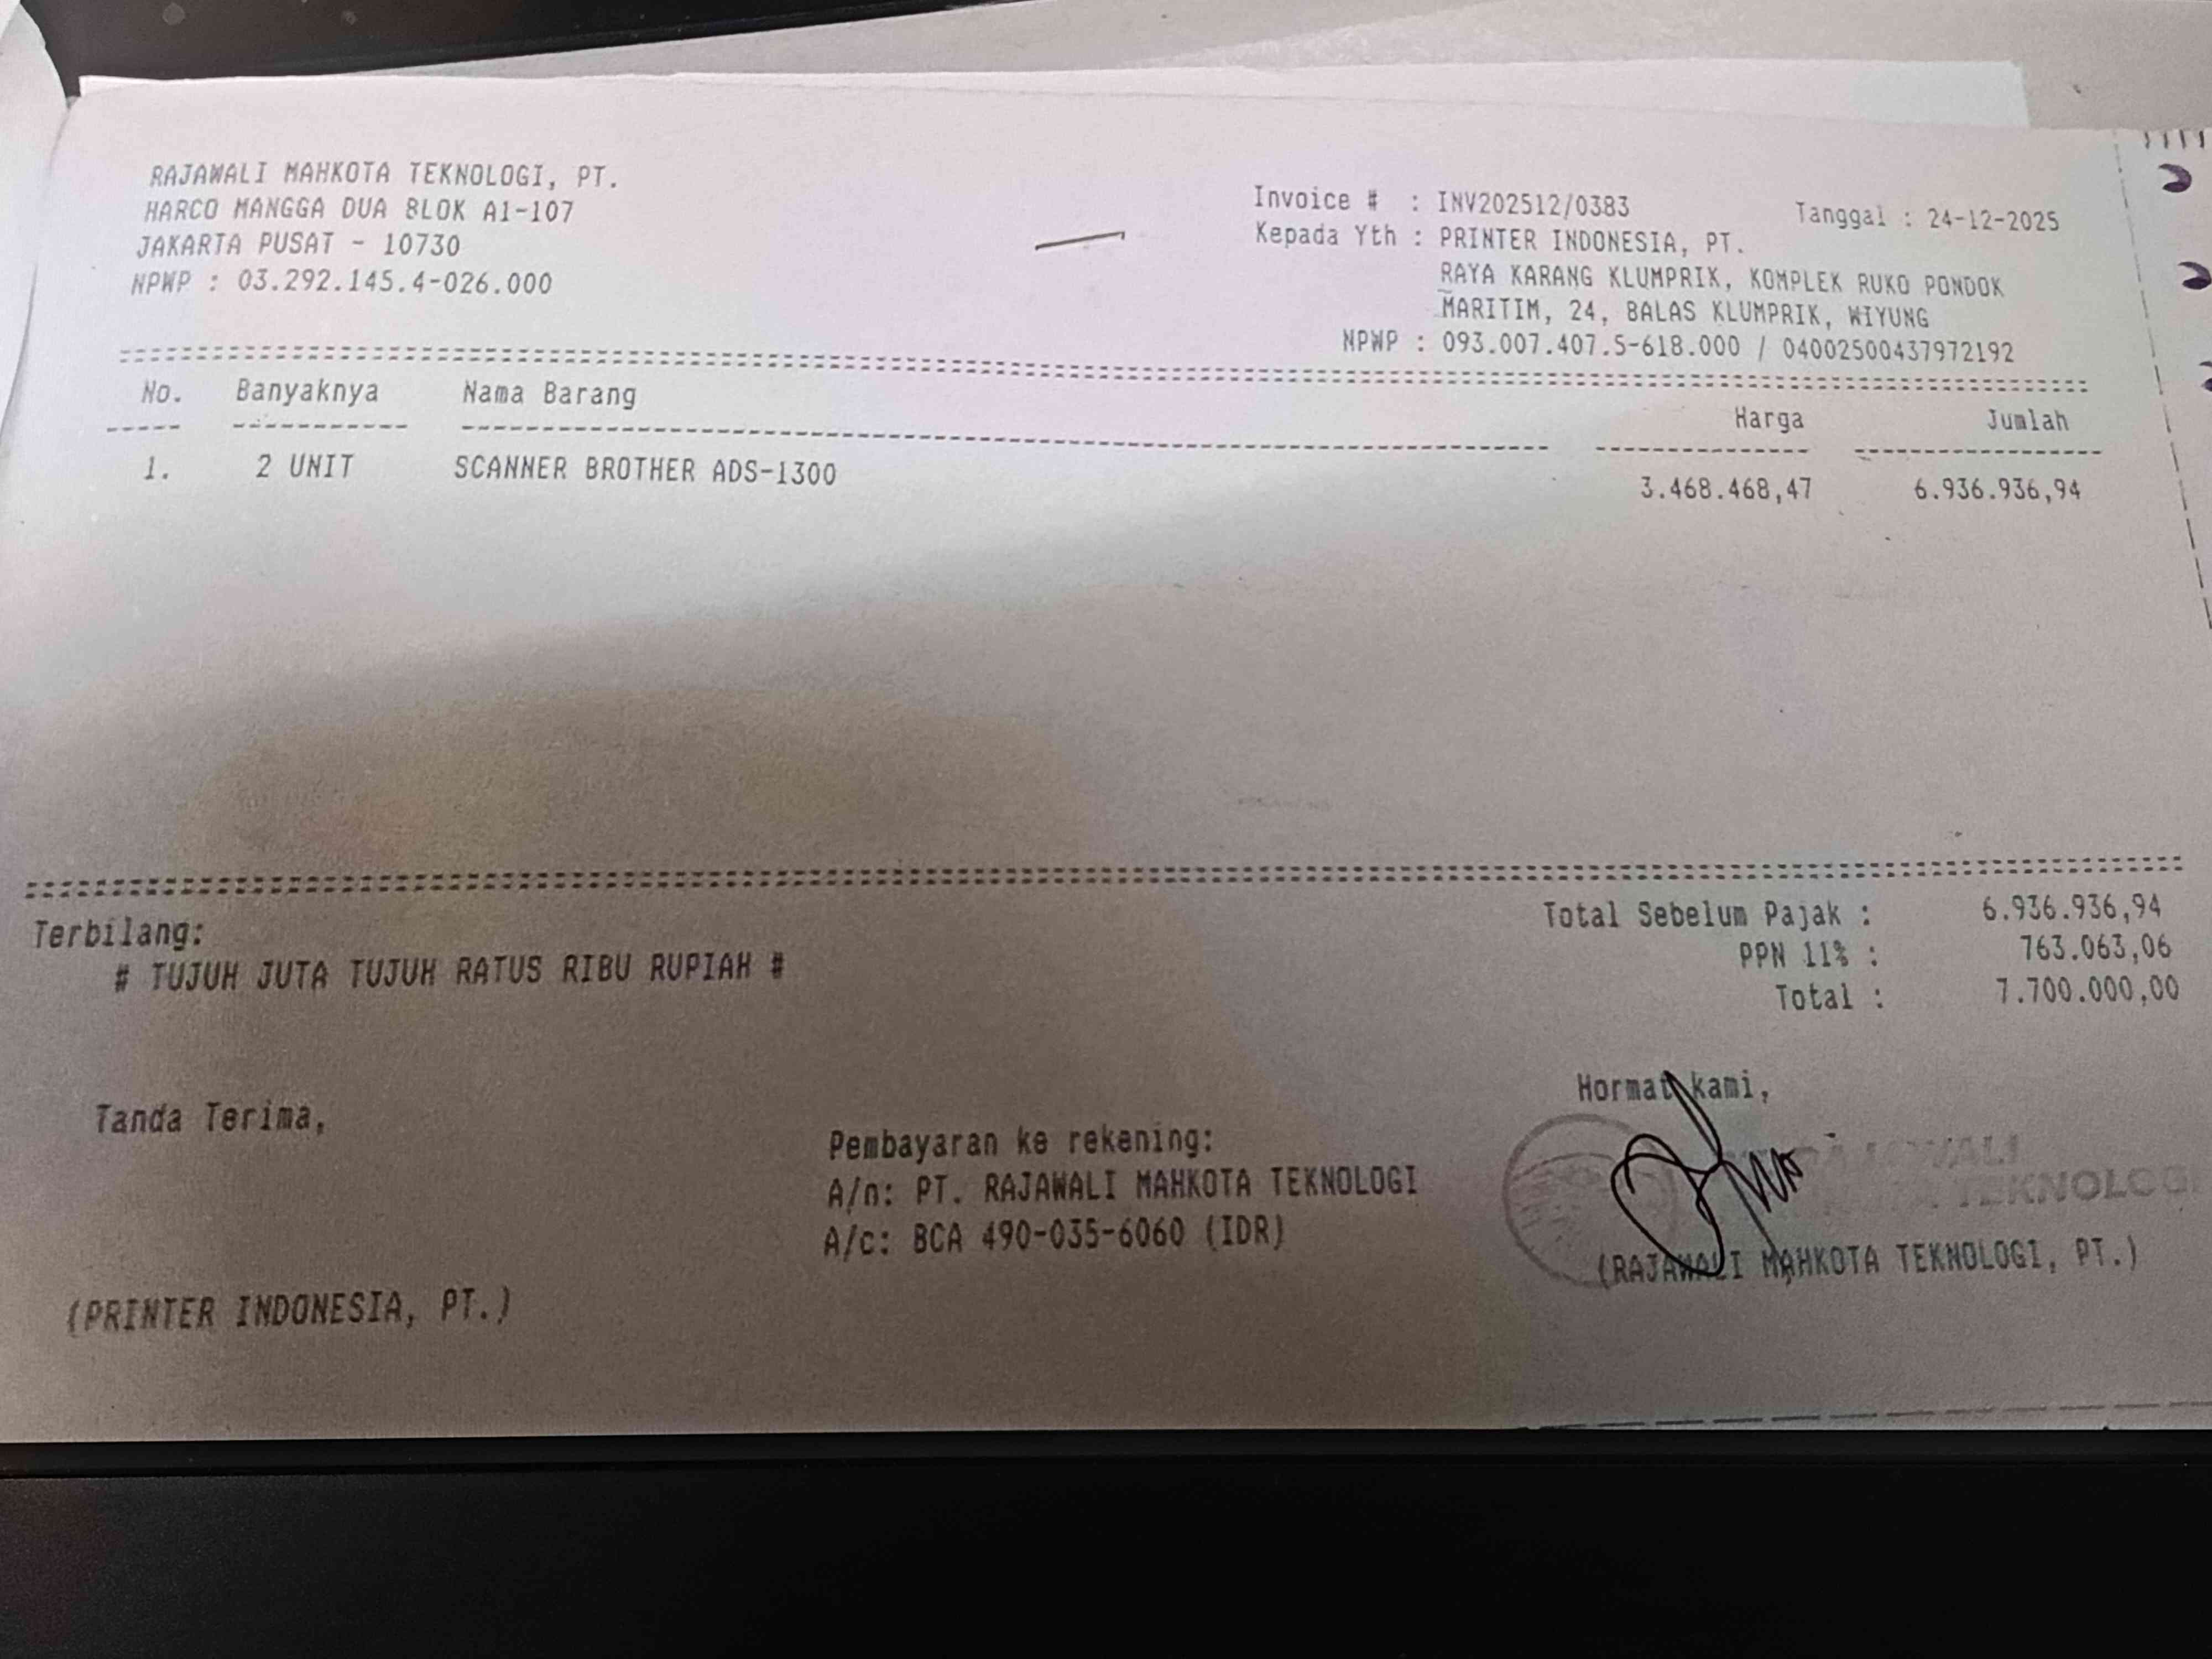 RAJAWALI MAHKOTA TEKNOLOGI, PT.
HARCO MANGGA DUA BLOK A1-107
JAKARTA PUSAT - 10730
NPWP : 03.292.145.4-026.000
Invoice # : INV202512/0383 Tanggal : 24-12-2025
Kepada Yth : PRINTER INDONESIA, PT.
RAYA KARANG KLUMPRIK, KOMPLEK RUKO PONDOK
MARITIM, 24, BALAS KLUMPRIK, WIYUNG
NPWP : 093.007.407.5-618.000 / 04002500437972192
No. Banyaknya Nama Barang Harga Jumlah
1. 2 UNIT SCANNER BROTHER ADS-1300 3.468.468,47 6.936.936,94
Terbilang:
# TUJUH JUTA TUJUH RATUS RIBU RUPIAH #
Total Sebelum Pajak : 6.936.936,94
PPN 11% : 763.063,06
Total : 7.700.000,00
Tanda Terima,
(PRINTER INDONESIA, PT.)
Pembayaran ke rekening:
A/n: PT. RAJAWALI MAHKOTA TEKNOLOGI
A/c: BCA 490-035-6060 (IDR)
Hormat kami,
TEKNOLOGI
(RAJAWALI MAHKOTA TEKNOLOGI, PT.)